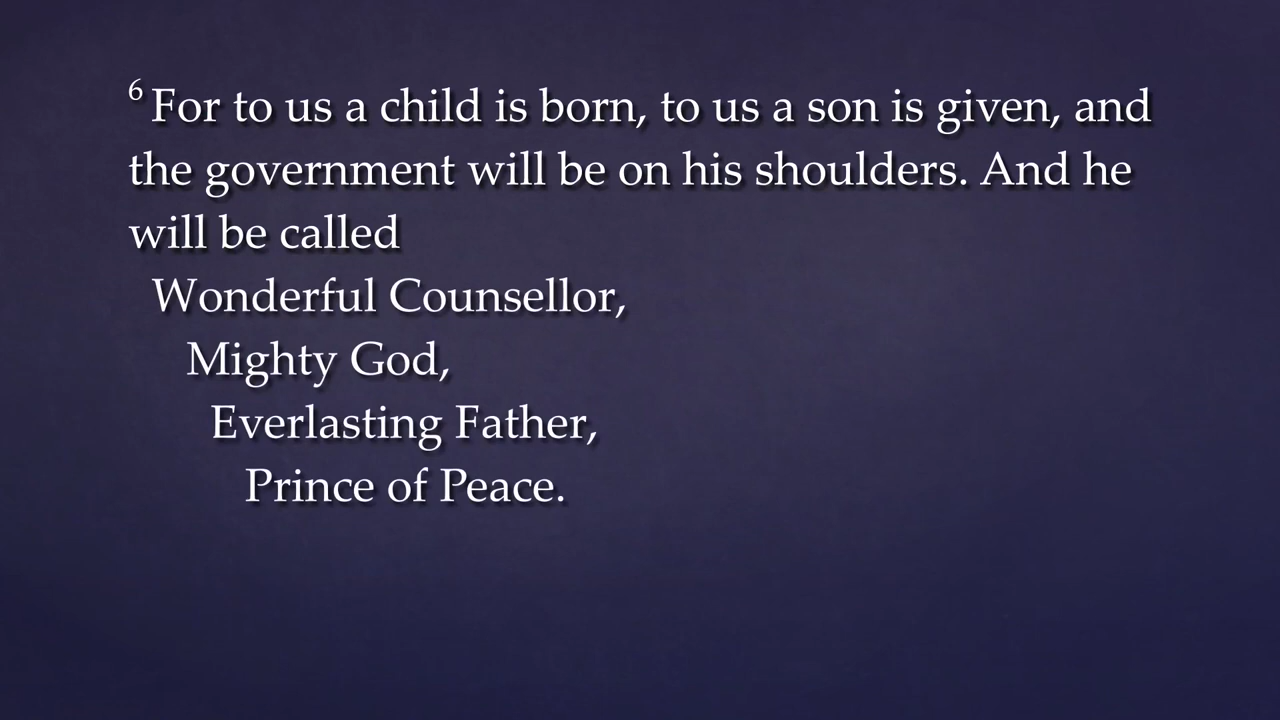 6 For to us a child is born, to us a son is given, and
the government will be on his shoulders. And he
will be called
Wonderful Counsellor,
Mighty God,
Everlasting Father,
Prince of Peace.